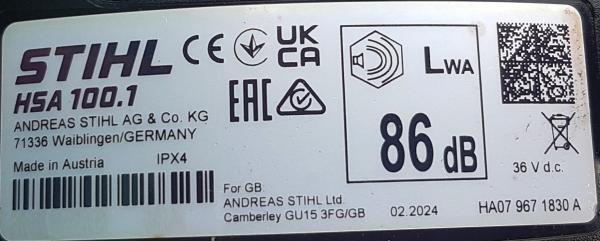 STIHL
HSA 100.1
ANDREAS STIHL AG & Co. KG
71336 Waiblingen/GERMANY
Made in Austria IPX4
CE
UK
CA
EAC
For GB:
ANDREAS STIHL Ltd.
Camberley GU15 3FG/GB
LWA
86 dB
02.2024
36 V d.c.
HA07 967 1830 A